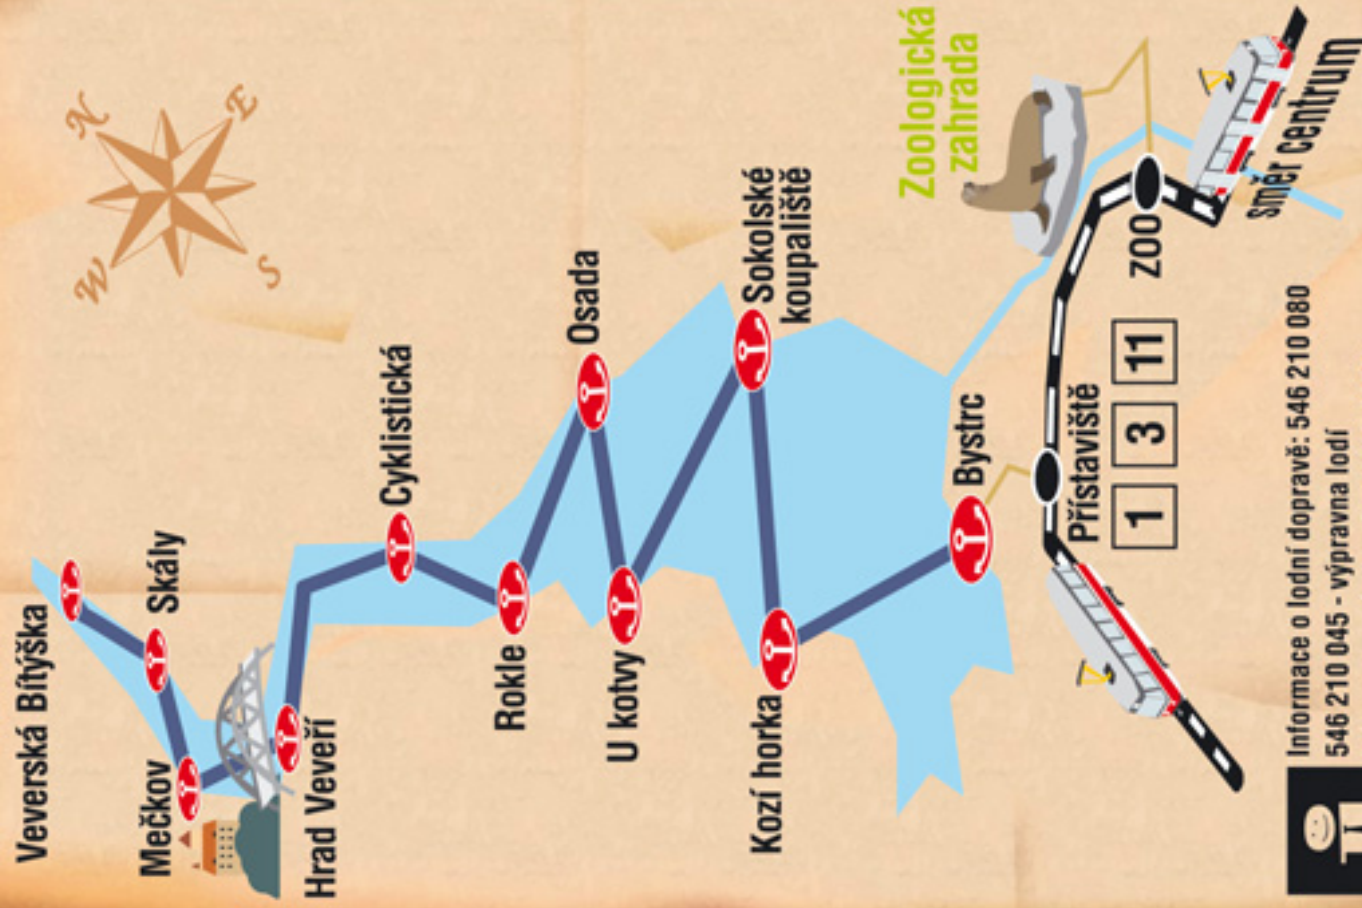 Veverská Bítýška
Skály
Mečkov
Hrad Veveří
Cyklistická
Rokle
Osada
U kotvy
Sokolské
koupaliště
Kozí horka
Bystrc
Přístaviště
1 3 11
ZOO
Zoologická
zahrada
směr centrum
N
E
S
W
Informace o lodní dopravě: 546 210 080
546 210 045 - výpravna lodí